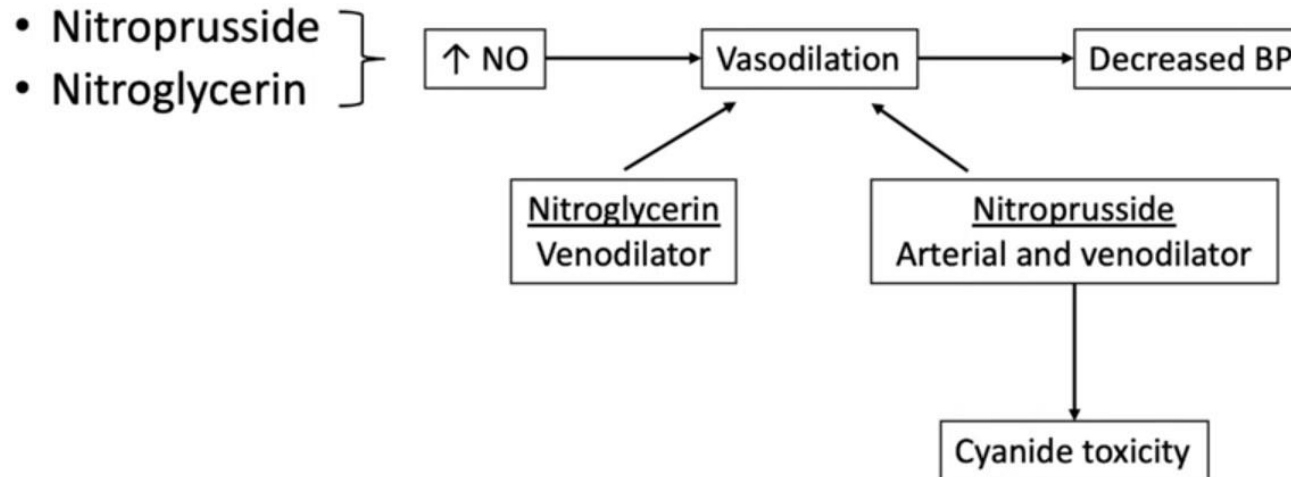 • Nitroprusside
• Nitroglycerin
↑ NO
Vasodilation
Decreased BP
Nitroglycerin
Venodilator
Nitroprusside
Arterial and venodilator
Cyanide toxicity